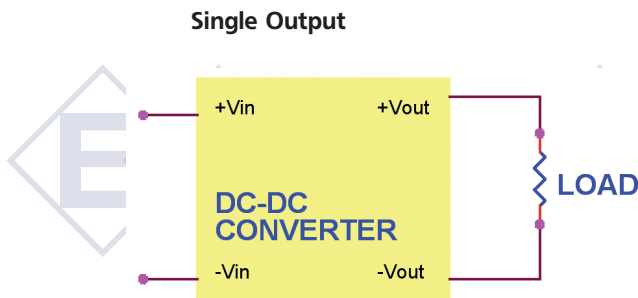 Single Output
+Vin
+Vout
DC-DC
CONVERTER
LOAD
-Vin
-Vout
E